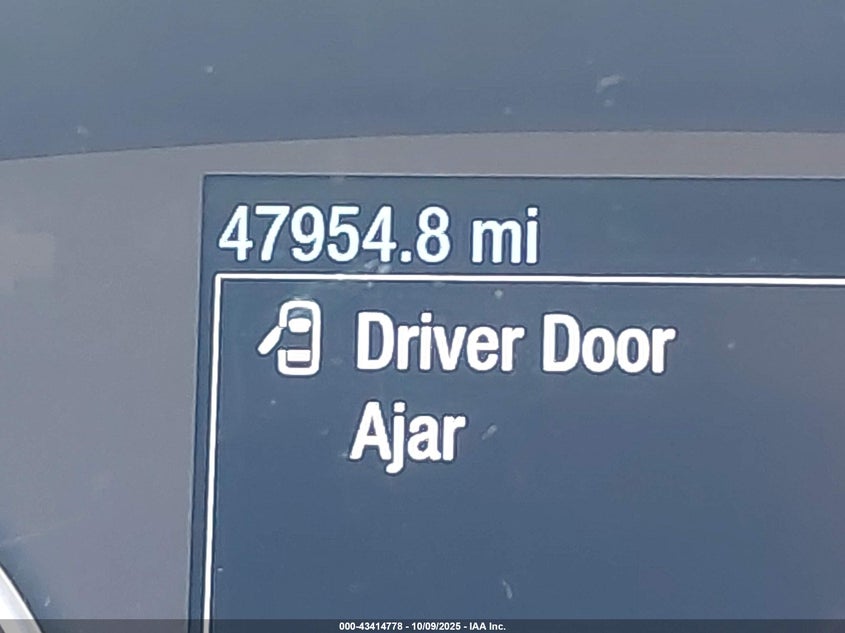 47954.8 mi
Driver Door
Ajar
000-43414778 - 10/09/2025 - IAA Inc.